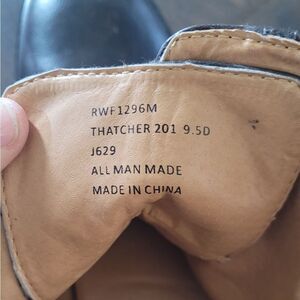 RWF1296M
THATCHER 201 9.5D
J629
ALL MAN MADE
MADE IN CHINA